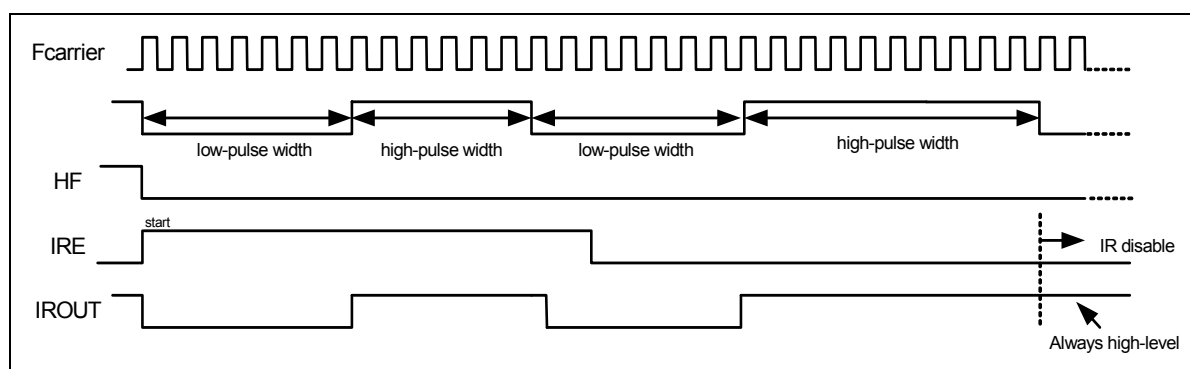 Fcarrier
low-pulse width
high-pulse width
low-pulse width
high-pulse width
HF
start
IRE
IR disable
IROUT
Always high-level